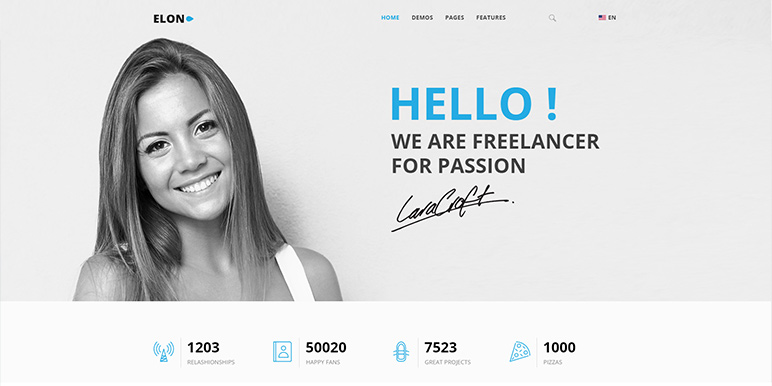 ELON
HOME DEMOS PAGES FEATURES EN
HELLO !
WE ARE FREELANCER
FOR PASSION
LaraCroft.
1203
RELASHIONSHIPS
50020
HAPPY FANS
7523
GREAT PROJECTS
1000
PIZZAS